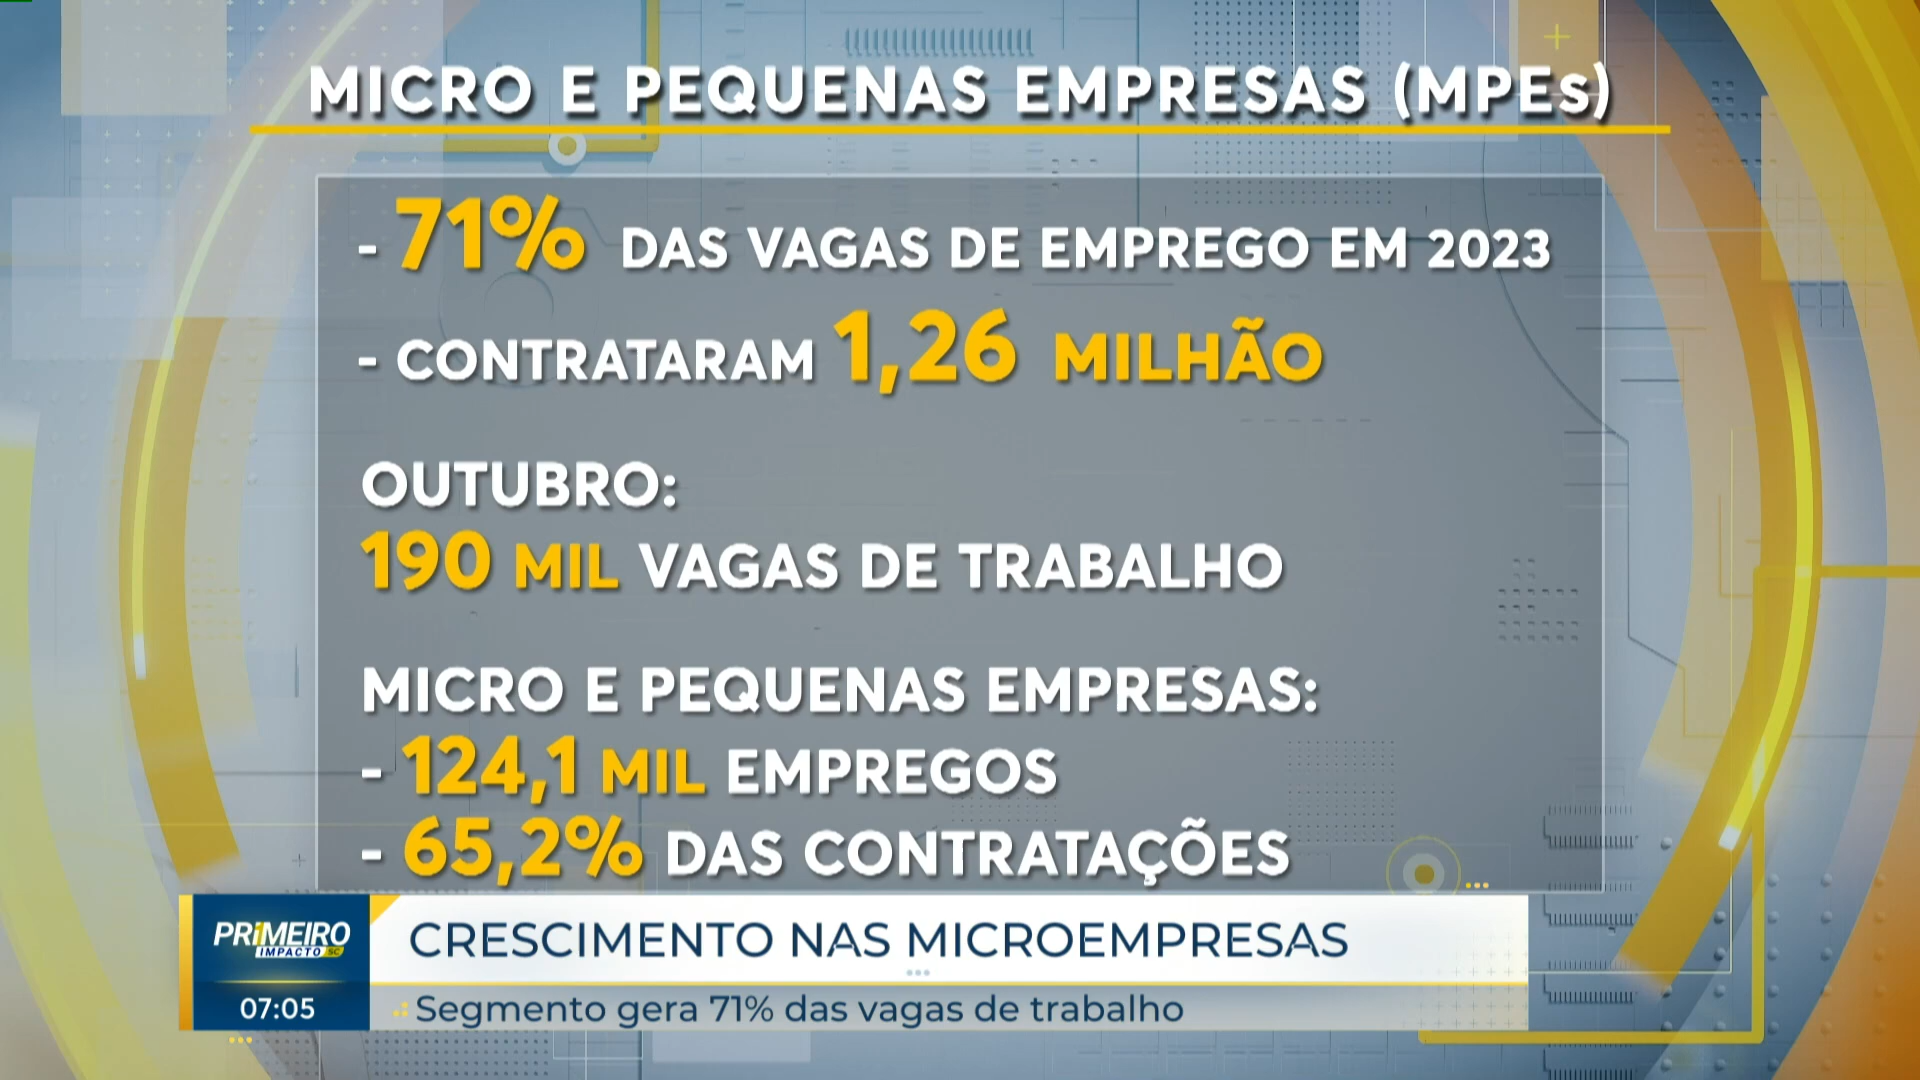 MICRO E PEQUENAS EMPRESAS (MPEs)
- 71% DAS VAGAS DE EMPREGO EM 2023
- CONTRATARAM 1,26 MILHÃO
OUTUBRO:
190 MIL VAGAS DE TRABALHO
MICRO E PEQUENAS EMPRESAS:
- 124,1 MIL EMPREGOS
- 65,2% DAS CONTRATAÇÕES
PRiMEIRO
IMPACTO SC
07:05
CRESCIMENTO NAS MICROEMPRESAS
Segmento gera 71% das vagas de trabalho